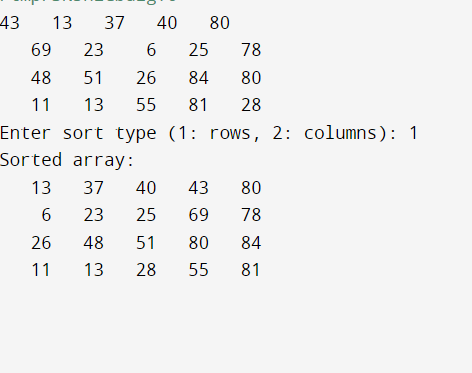 43   13   37   40   80
   69   23    6   25   78
   48   51   26   84   80
   11   13   55   81   28
Enter sort type (1: rows, 2: columns): 1
Sorted array:
   13   37   40   43   80
    6   23   25   69   78
   26   48   51   80   84
   11   13   28   55   81